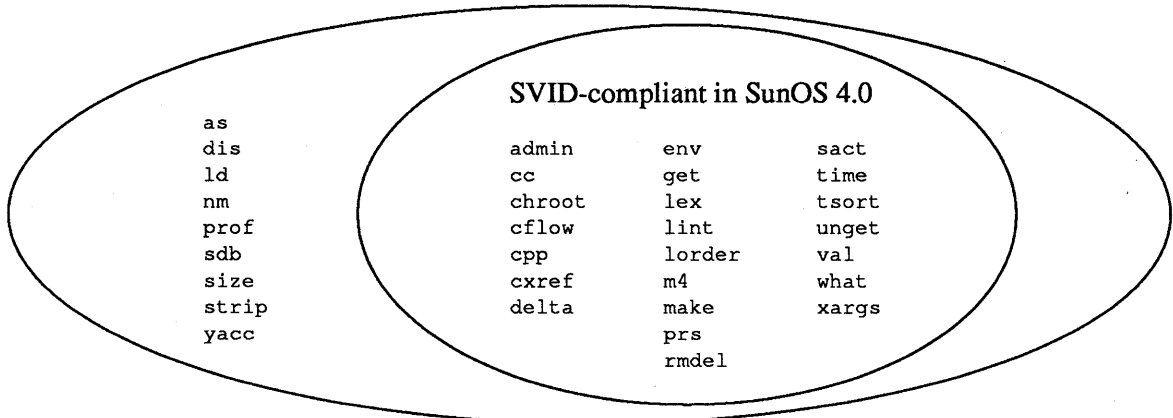 SVID-compliant in SunOS 4.0
as
dis
ld
nm
prof
sdb
size
strip
yacc
admin
cc
chroot
cflow
cpp
cxref
delta
env
get
lex
lint
lorder
m4
make
prs
rmdel
sact
time
tsort
unget
val
what
xargs